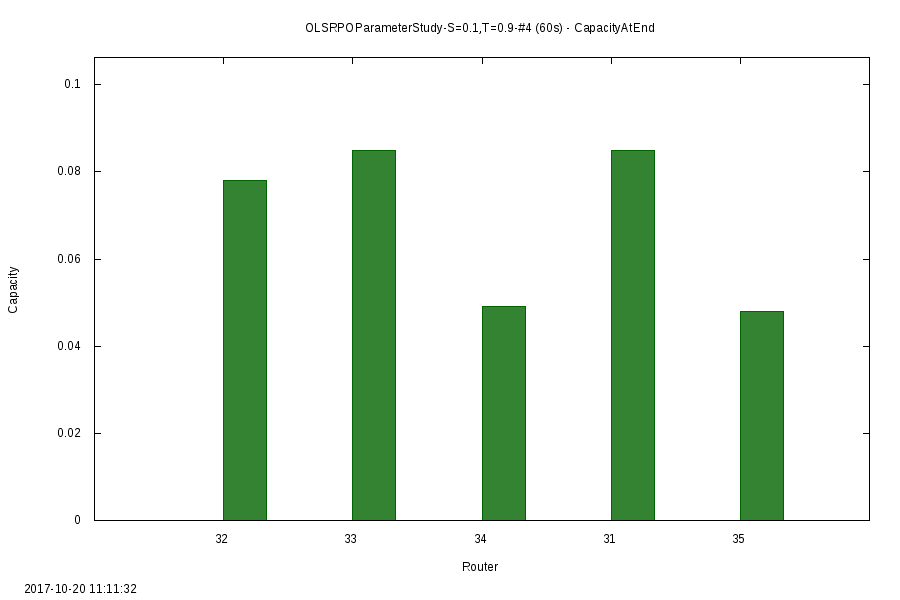 OLSRPOParameterStudy-S=0.1,T=0.9-#4 (60s) - CapacityAtEnd
0.1
0.08
0.06
0.04
0.02
0
Capacity
32 33 34 31 35
Router
2017-10-20 11:11:32